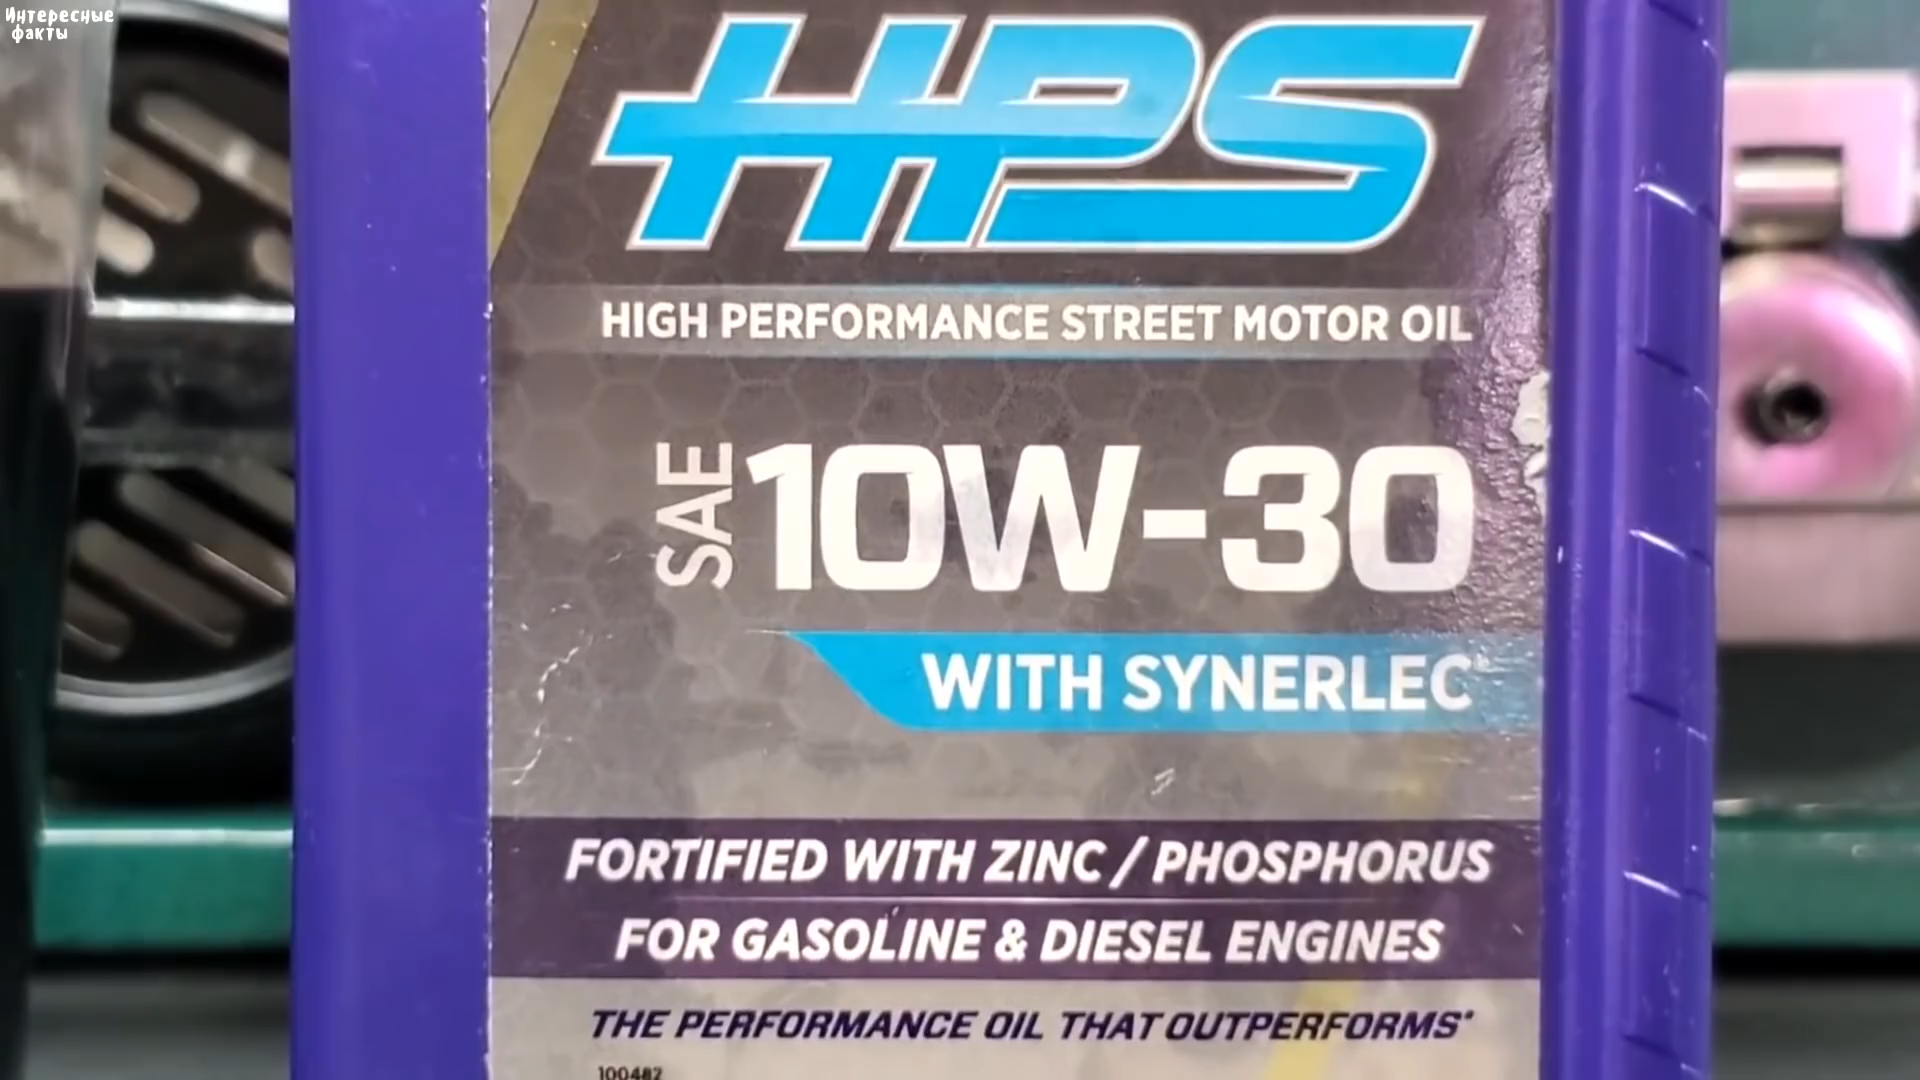 Интересные
факты
HPS
HIGH PERFORMANCE STREET MOTOR OIL
SAE 10W-30
WITH SYNERLEC
FORTIFIED WITH ZINC / PHOSPHORUS
FOR GASOLINE & DIESEL ENGINES
THE PERFORMANCE OIL THAT OUTPERFORMS*
100482